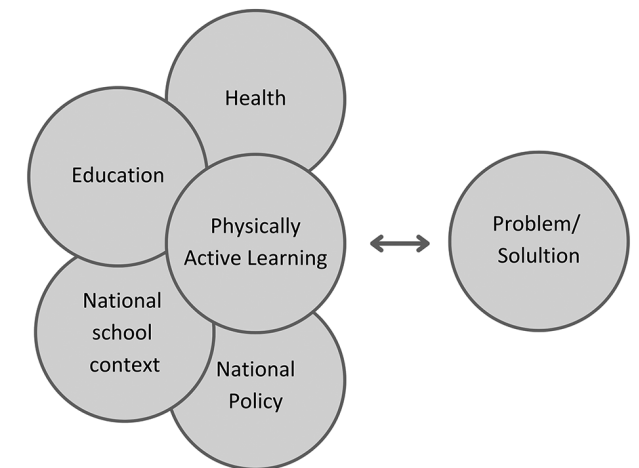 Health
Education
Physically
Active Learning
Problem/
Solultion
National
school
context
National
Policy